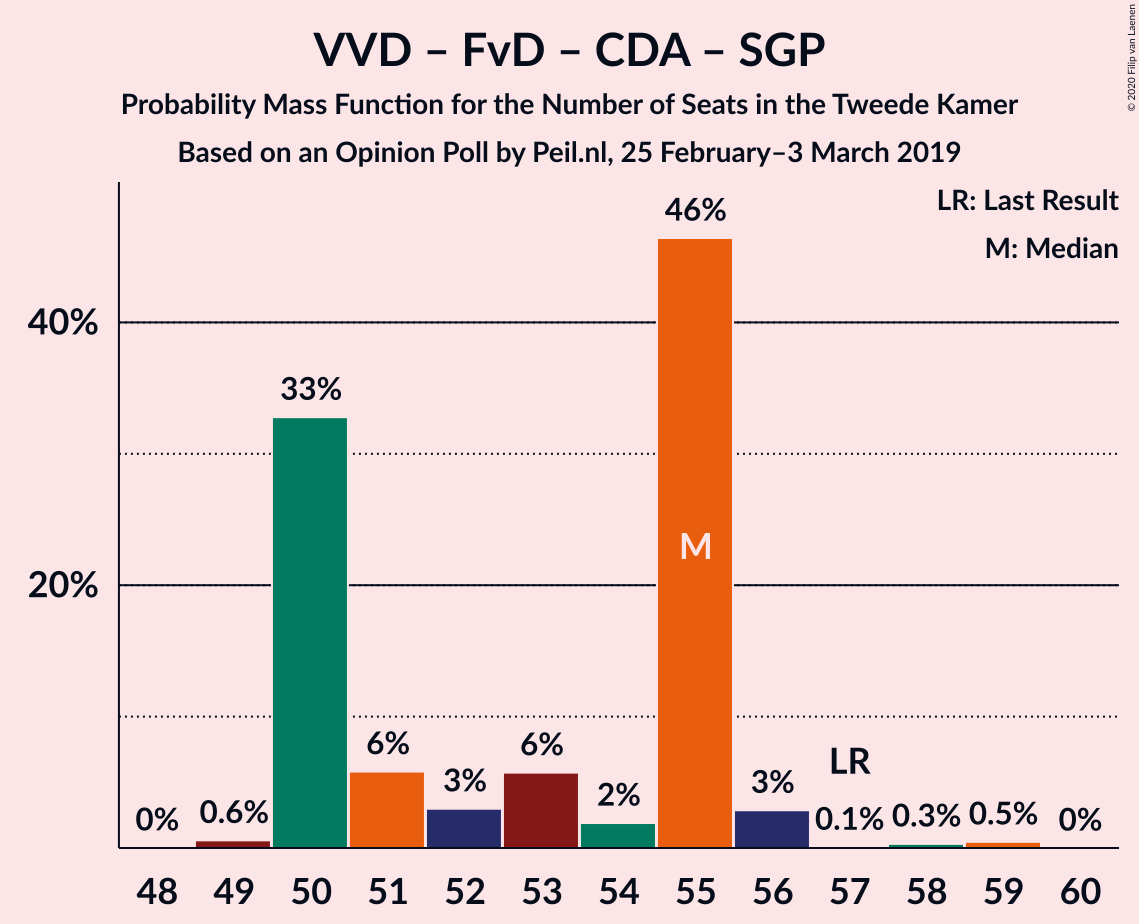 VVD – FvD – CDA – SGP
Probability Mass Function for the Number of Seats in the Tweede Kamer
Based on an Opinion Poll by Peil.nl, 25 February–3 March 2019
© 2020 Filip van Laenen
LR: Last Result
M: Median
40%
20%
0%
0.6%
33%
6%
3%
6%
2%
46%
M
3%
LR
0.1%
0.3%
0.5%
0%
48 49 50 51 52 53 54 55 56 57 58 59 60